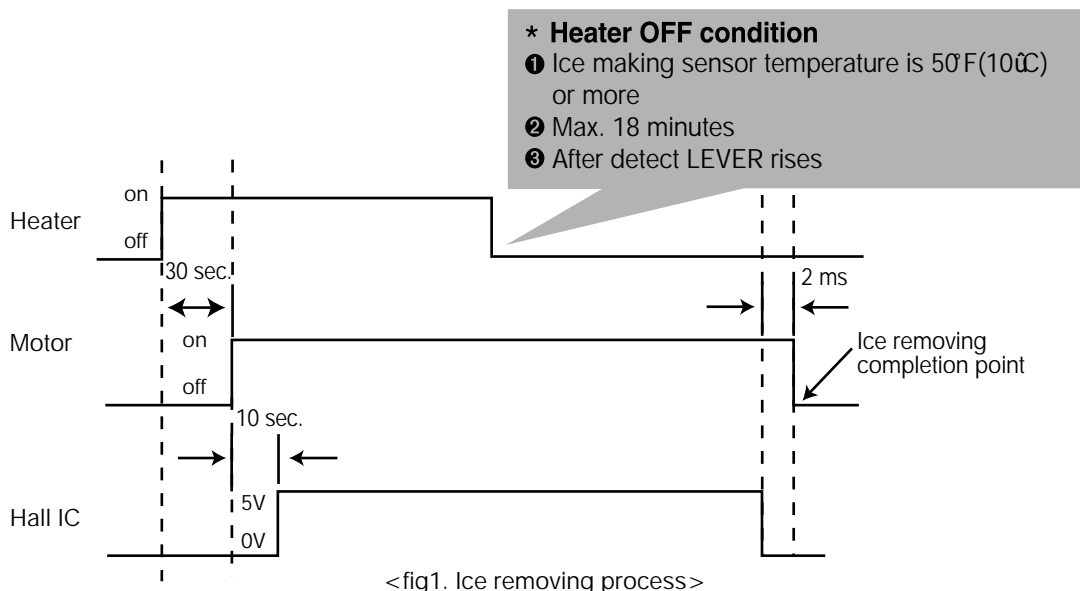 * Heater OFF condition
❶ Ice making sensor temperature is 50°F(10ûC)
or more
❷ Max. 18 minutes
❸ After detect LEVER rises
Heater
on
off
30 sec.
2 ms
Motor
on
off
Ice removing
completion point
10 sec.
Hall IC
5V
0V
<fig1. Ice removing process>